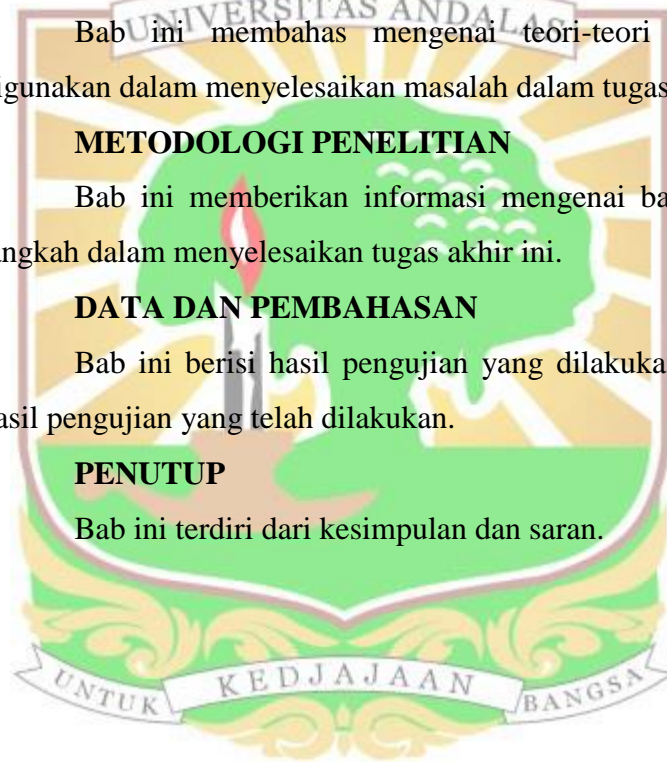 UNIVERSITAS ANDALAS
Bab ini membahas mengenai teori-teori
igunakan dalam menyelesaikan masalah dalam tugas
METODOLOGI PENELITIAN
Bab ini memberikan informasi mengenai ba
angkah dalam menyelesaikan tugas akhir ini.
DATA DAN PEMBAHASAN
Bab ini berisi hasil pengujian yang dilakuka
asil pengujian yang telah dilakukan.
PENUTUP
Bab ini terdiri dari kesimpulan dan saran.
UNTUK KEDJAJAAN BANGSA